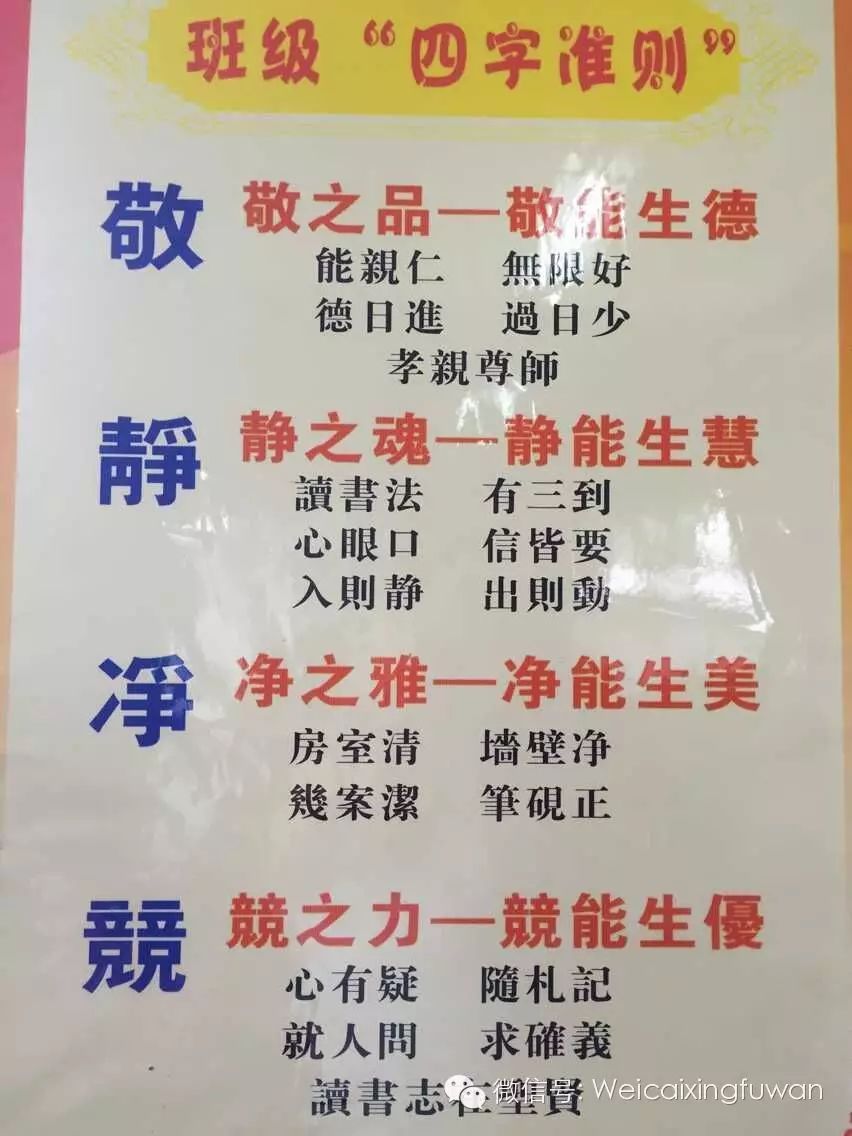 班级“四字准则”
敬
敬之品—敬能生德
能親仁 無限好
德日進 過日少
孝親尊師
靜
静之魂—静能生慧
讀書法 有三到
心眼口 信皆要
入則静 出則動
凈
净之雅—净能生美
房室清 墻壁净
幾案潔 筆硯正
競
競之力—競能生優
心有疑 隨札記
就人問 求確義
讀書志在聖賢
微信号: Weicaixingfuwan